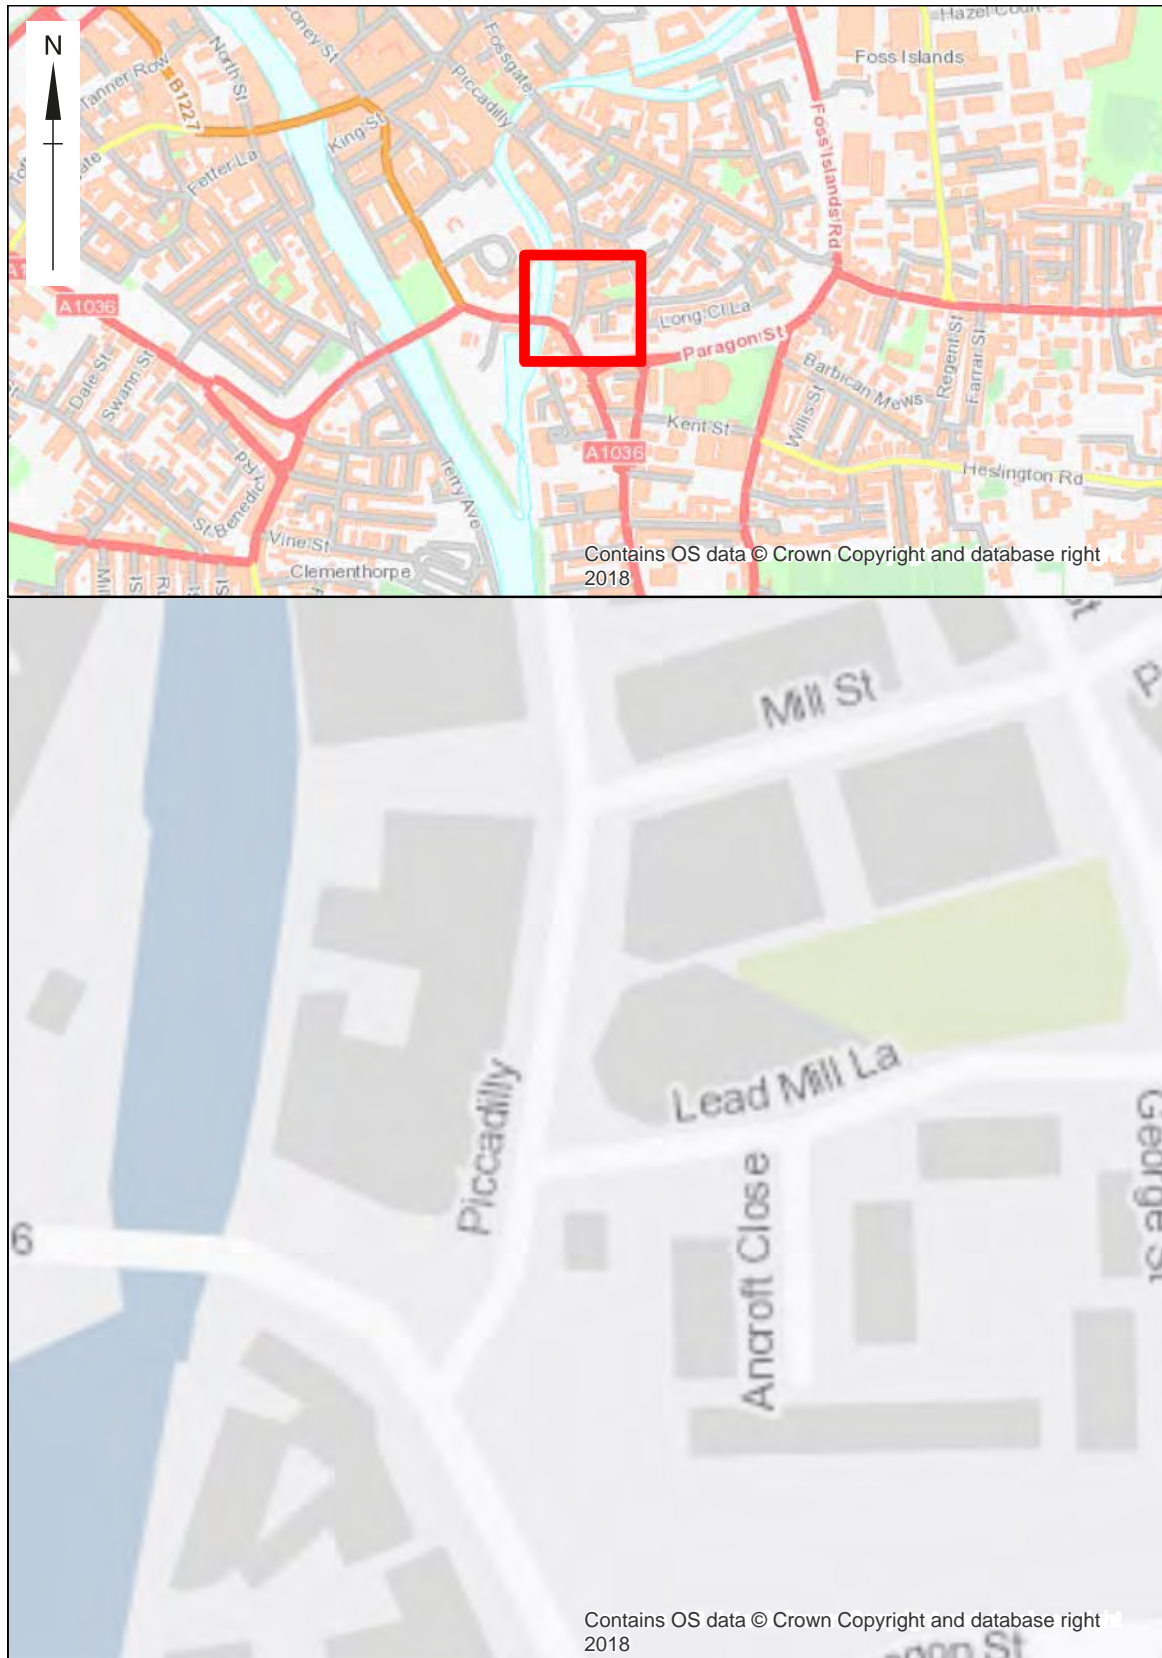 N
Hazel Court
Foss Islands
Coney St
Fossgate
North St
Piccadilly
Tanner Row
B1227
King St
Fetter La
Foss Islands Rd
A1036
Long Cl La
Paragon St
Dale St
Swann St
Regent St
Farrar St
Barbican Mews
Willis St
Kent St
A1036
Heslington Rd
Terry Ave
St Benedict Rd
Vine St
Clementhorpe
Contains OS data © Crown Copyright and database right
2018
Mill St
Lead Mill La
Piccadilly
George St
Ancroft Close
6
Contains OS data © Crown Copyright and database right
2018